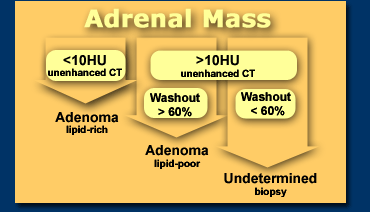 Adrenal Mass
<10HU
unenhanced CT
>10HU
unenhanced CT
Washout
> 60%
Washout
< 60%
Adenoma
lipid-rich
Adenoma
lipid-poor
Undetermined
biopsy